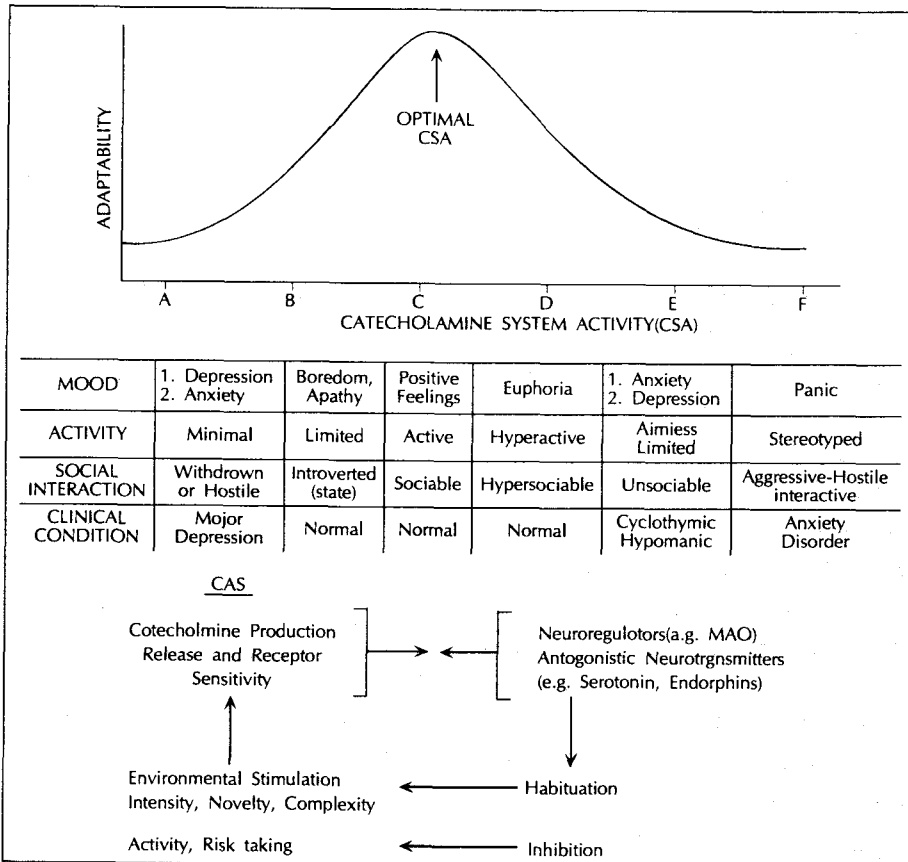 ADAPTABILITY
OPTIMAL
CSA
A B C D E F
CATECHOLAMINE SYSTEM ACTIVITY(CSA)
MOOD 1. Depression 2. Anxiety Boredom, Apathy Positive Feelings Euphoria 1. Anxiety 2. Depression Panic
ACTIVITY Minimal Limited Active Hyperactive Aimiess Limited Stereotyped
SOCIAL INTERACTION Withdrown or Hostile Introverted (state) Sociable Hypersociable Unsociable Aggressive-Hostile interactive
CLINICAL CONDITION Mojor Depression Normal Normal Normal Cyclothymic Hypomanic Anxiety Disorder
CAS
Cotecholmine Production
Release and Receptor
Sensitivity
Neuroregulotors(a.g. MAO)
Antogonistic Neurotrgnsmitters
(e.g. Serotonin, Endorphins)
Environmental Stimulation
Intensity, Novelty, Complexity
Habituation
Activity, Risk taking
Inhibition